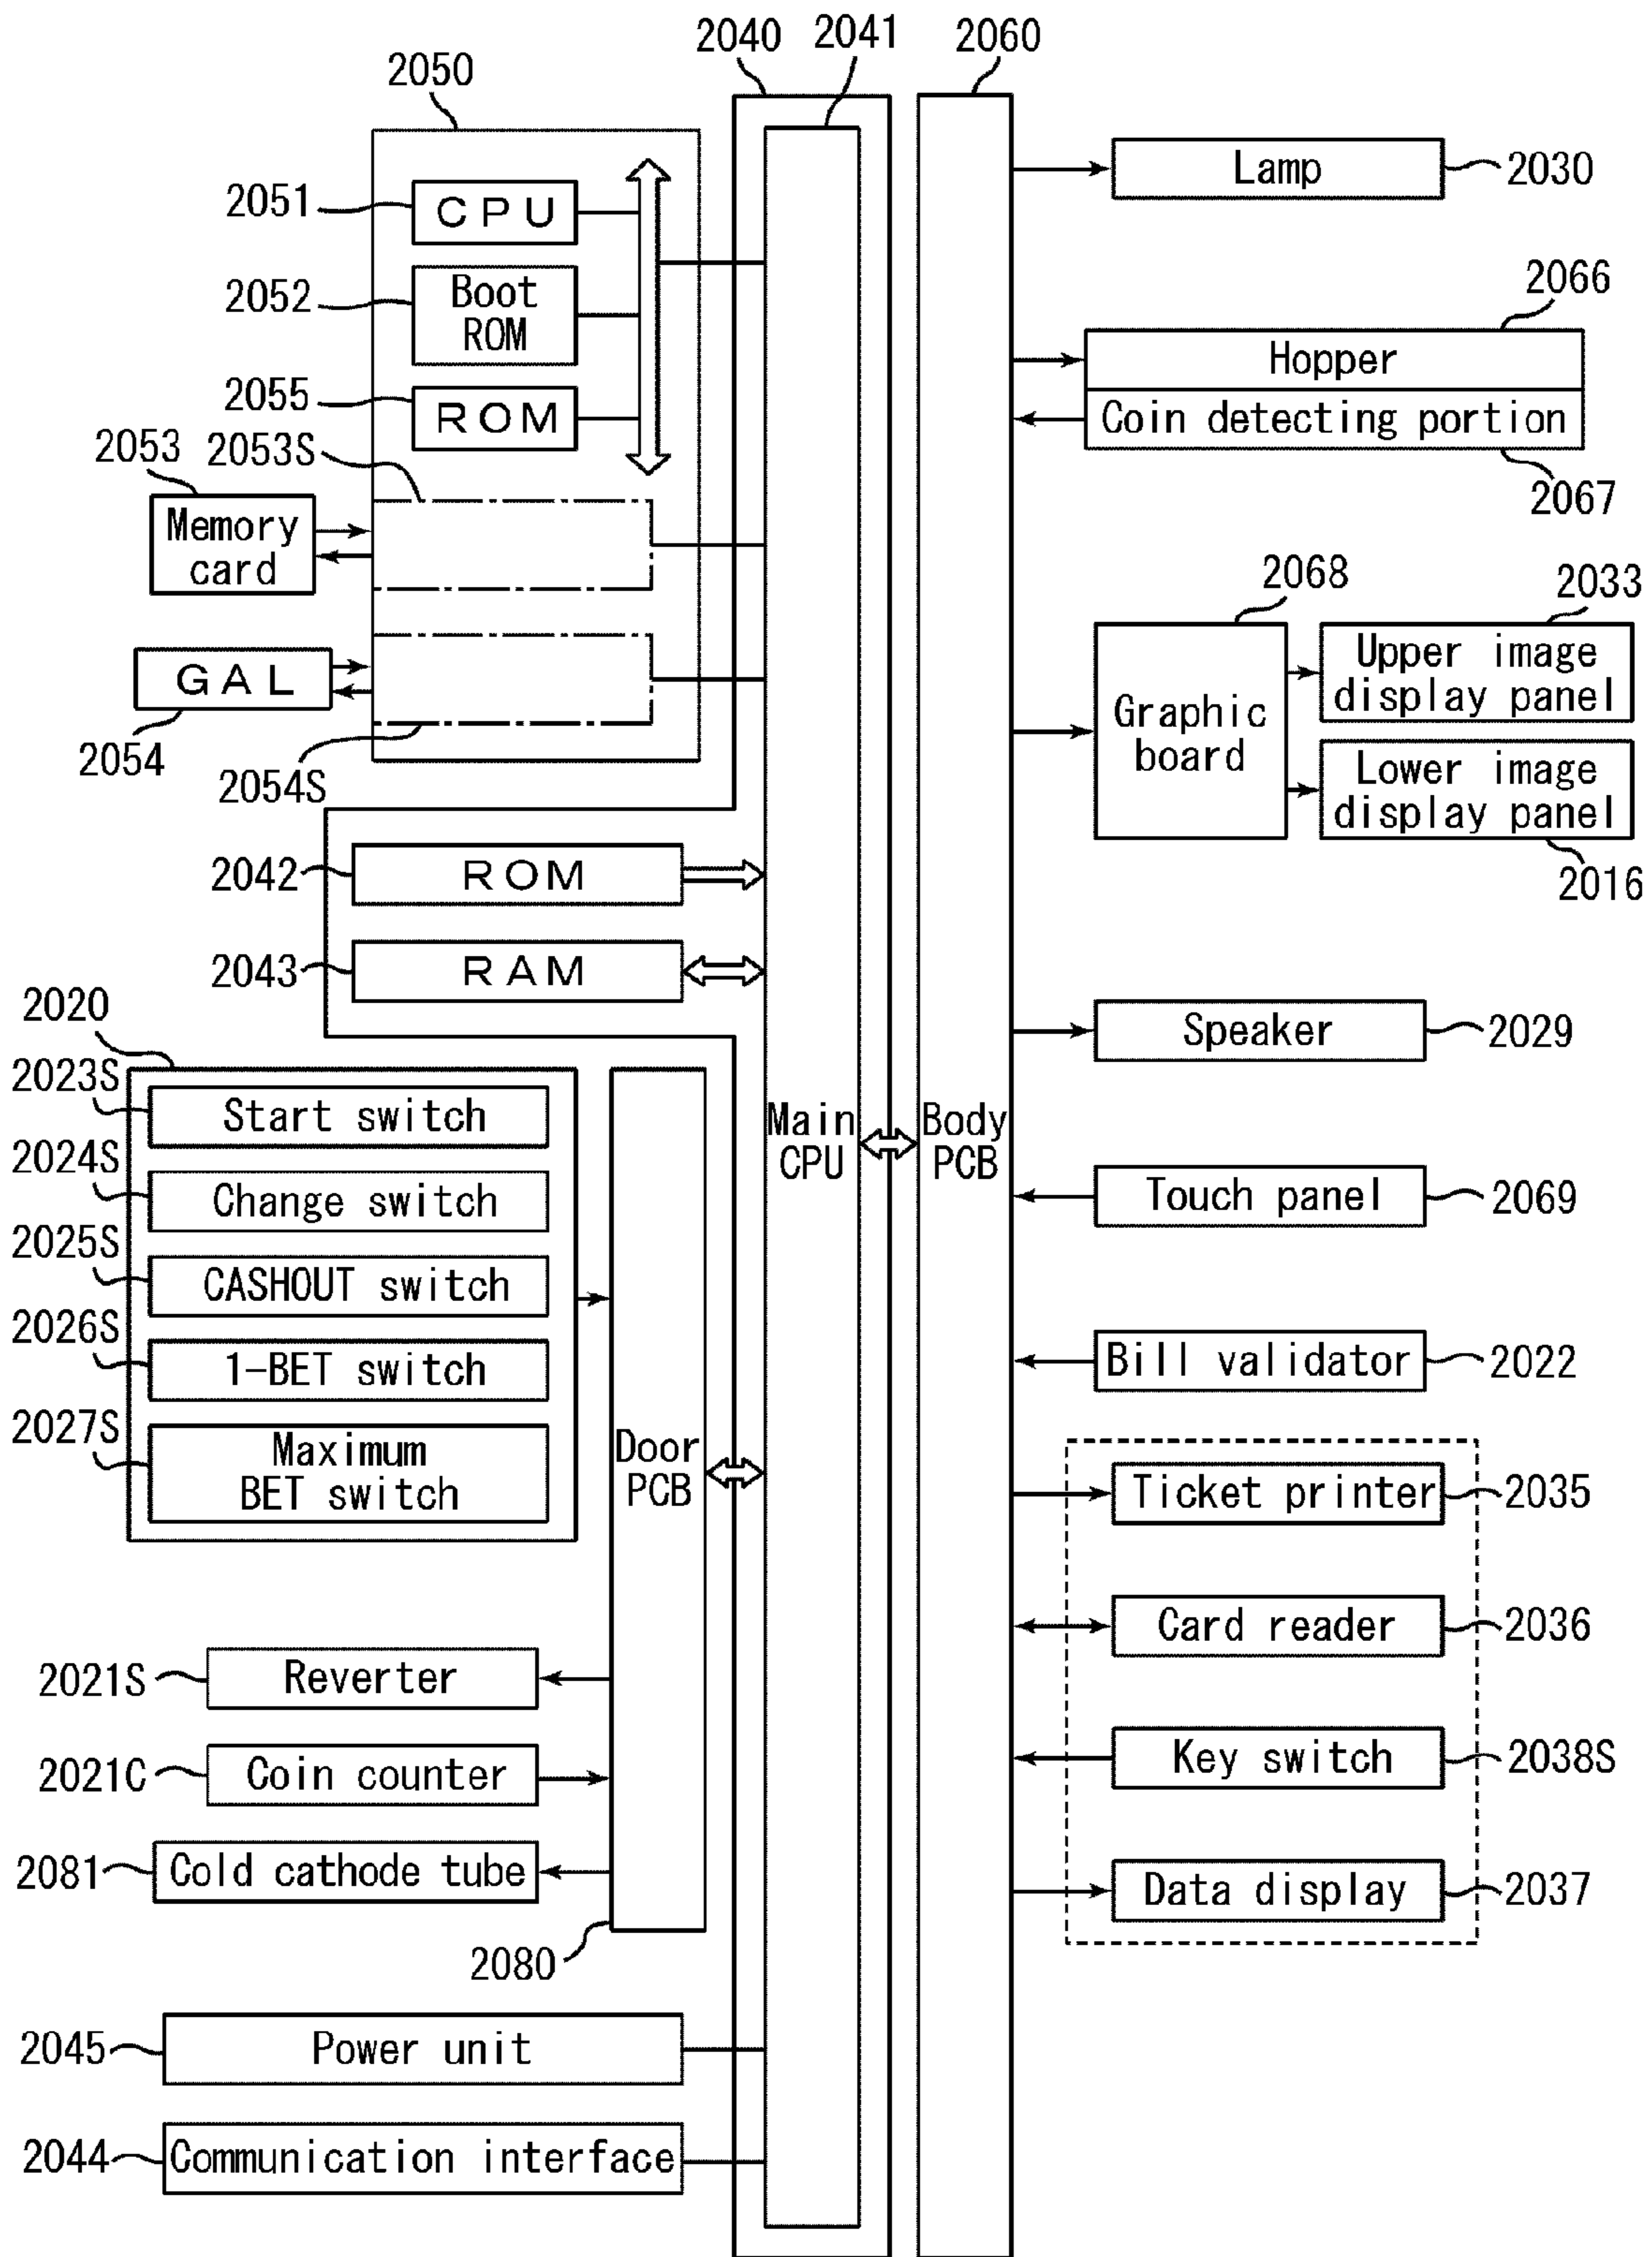 2040
2041
2060
2050
2051
CPU
2052
Boot
ROM
2055
ROM
2053
2053S
Memory
card
GAL
2054
2054S
2042
ROM
2043
RAM
2020
2023S
Start switch
2024S
Change switch
2025S
CASHOUT switch
2026S
1-BET switch
2027S
Maximum
BET switch
Door
PCB
Main
CPU
Body
PCB
2021S
Reverter
2021C
Coin counter
2081
Cold cathode tube
2080
2045
Power unit
2044
Communication interface
Lamp
2030
2066
Hopper
Coin detecting portion
2067
2068
2033
Graphic
board
Upper image
display panel
Lower image
display panel
2016
Speaker
2029
Touch panel
2069
Bill validator
2022
Ticket printer
2035
Card reader
2036
Key switch
2038S
Data display
2037